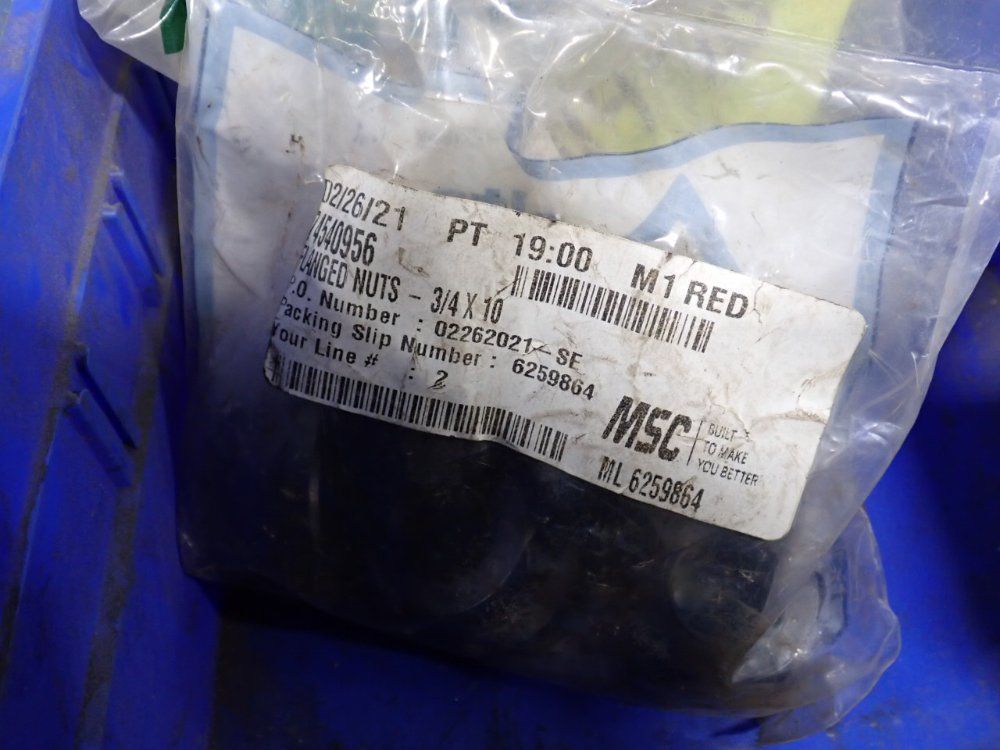 02/26/21 PT 19:00 M1 RED
74540956
FLANGED NUTS - 3/4 X 10
P.O. Number : 02262021-SE
Packing Slip Number : 6259864
Your Line # : 2
MSC BUILT
TO MAKE
YOU BETTER
ML 6259864